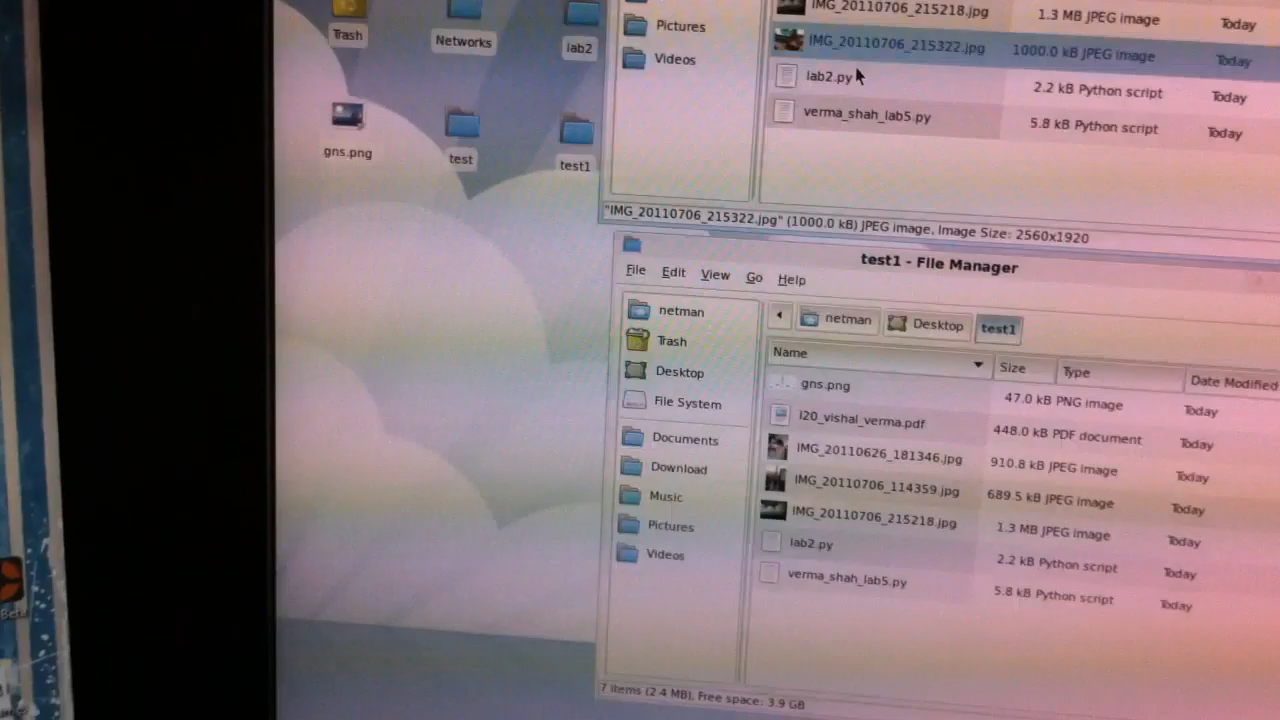 Trash
Networks
lab2
gns.png
test
test1
Pictures
Videos
IMG_20110706_215218.jpg 1.3 MB JPEG image Today
IMG_20110706_215322.jpg 1000.0 kB JPEG image Today
lab2.py 2.2 kB Python script Today
verma_shah_lab5.py 5.8 kB Python script Today
"IMG_20110706_215322.jpg" (1000.0 kB) JPEG image, Image Size: 2560x1920
test1 - File Manager
File Edit View Go Help
netman
Trash
Desktop
File System
Documents
Download
Music
Pictures
Videos
netman Desktop test1
Name Size Type Date Modified
gns.png 47.0 kB PNG image Today
I20_vishal_verma.pdf 448.0 kB PDF document Today
IMG_20110626_181346.jpg 910.8 kB JPEG image Today
IMG_20110706_114359.jpg 689.5 kB JPEG image Today
IMG_20110706_215218.jpg 1.3 MB JPEG image Today
lab2.py 2.2 kB Python script Today
verma_shah_lab5.py 5.8 kB Python script Today
7 items (2.4 MB), Free space: 3.9 GB